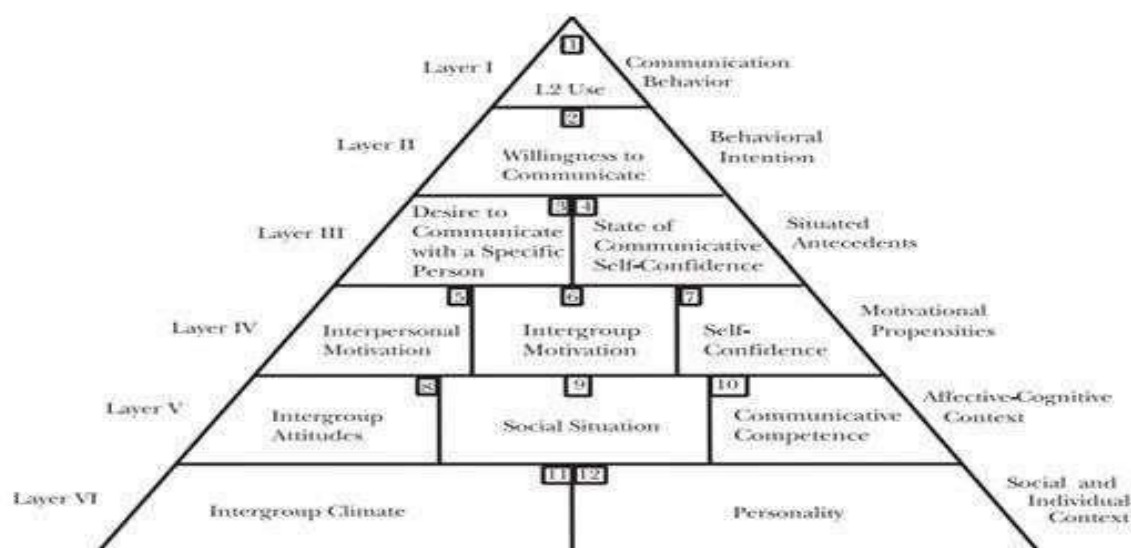 1
Layer I
Communication
Behavior
L2 Use
2
Layer II
Behavioral
Intention
Willingness to
Communicate
3 4
Layer III
Desire to
Communicate
with a Specific
Person
State of
Communicative
Self-Confidence
Situated
Antecedents
5 6 7
Layer IV
Interpersonal
Motivation
Intergroup
Motivation
Self-
Confidence
Motivational
Propensities
8 9 10
Layer V
Intergroup
Attitudes
Social Situation
Communicative
Competence
Affective-Cognitive
Context
11 12
Layer VI
Intergroup Climate
Personality
Social and
Individual
Context